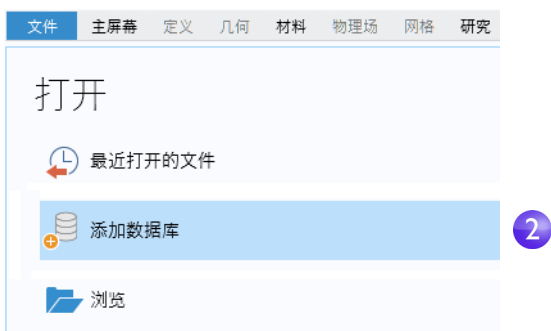 文件 主屏幕 定义 几何 材料 物理场 网格 研究
打开
最近打开的文件
添加数据库
2
浏览